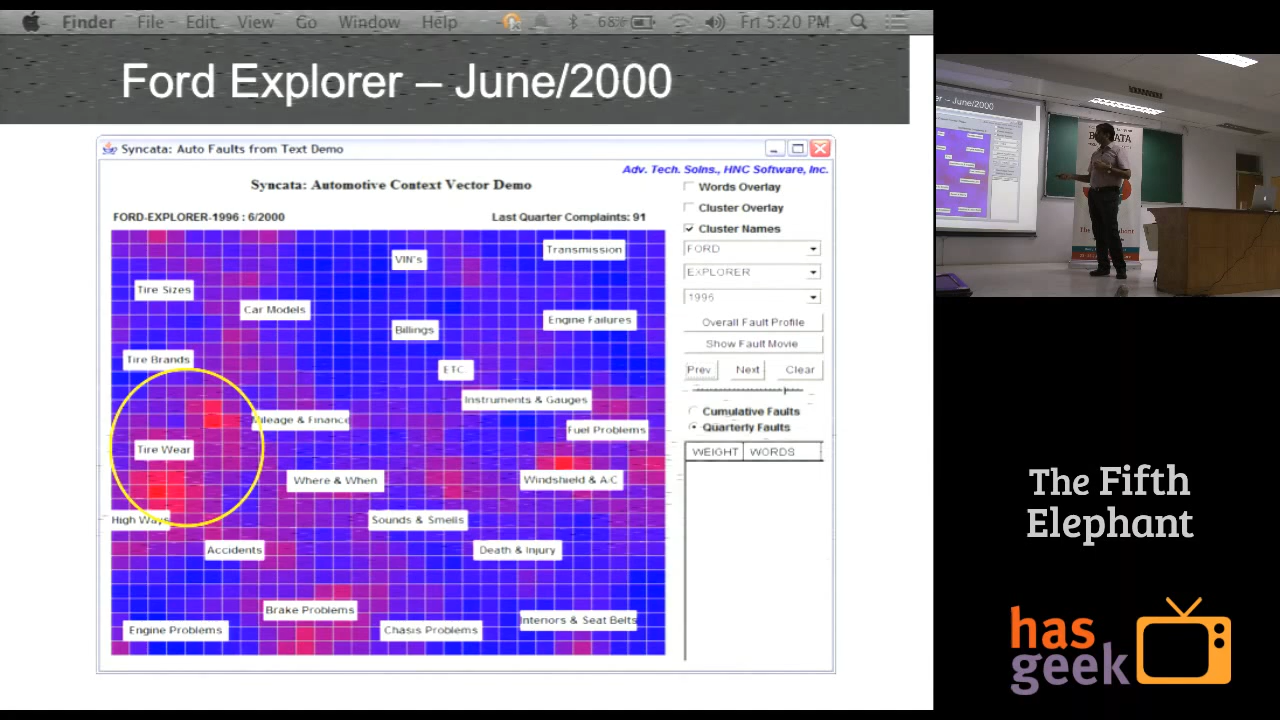 Finder File Edit View Go Window Help 68% Fri 5:20 PM
Ford Explorer – June/2000
Syncata: Auto Faults from Text Demo
Adv. Tech. Solns., HNC Software, Inc.
Syncata: Automotive Context Vector Demo
FORD-EXPLORER-1996 : 6/2000
Last Quarter Complaints: 91
Words Overlay
Cluster Overlay
Cluster Names
FORD
EXPLORER
1996
Overall Fault Profile
Show Fault Movie
Prev Next Clear
Cumulative Faults
Quarterly Faults
WEIGHT WORDS
Transmission
VIN's
Tire Sizes
Car Models
Engine Failures
Billings
Tire Brands
ETC
Instruments & Gauges
Mileage & Finance
Fuel Problems
Tire Wear
Where & When
Windshield & A/C
High Ways
Sounds & Smells
Accidents
Death & Injury
Brake Problems
Interiors & Seat Belts
Engine Problems
Chasis Problems
June/2000
The Fifth
Elephant
has
geek